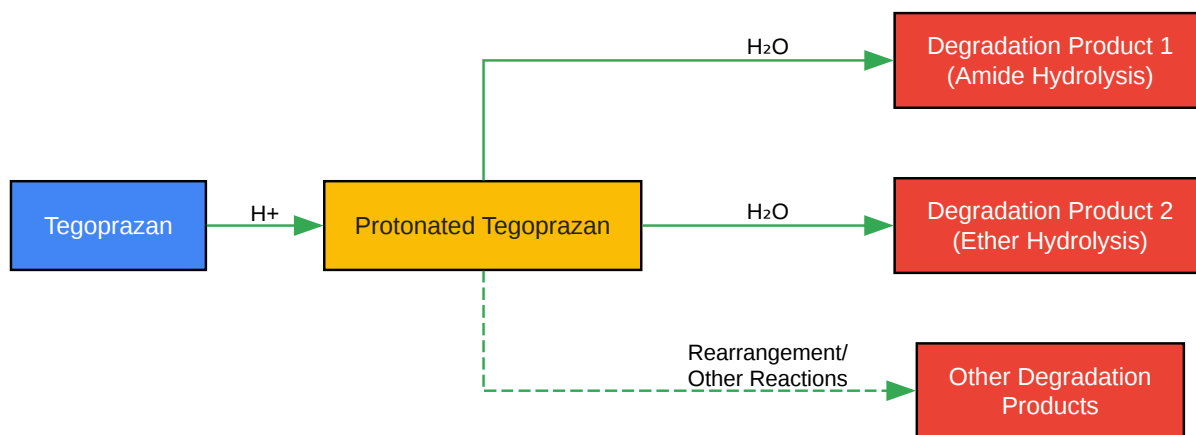 H₂O
Degradation Product 1
(Amide Hydrolysis)
Tegoprazan
H+
Protonated Tegoprazan
H₂O
Degradation Product 2
(Ether Hydrolysis)
Rearrangement/
Other Reactions
Other Degradation
Products